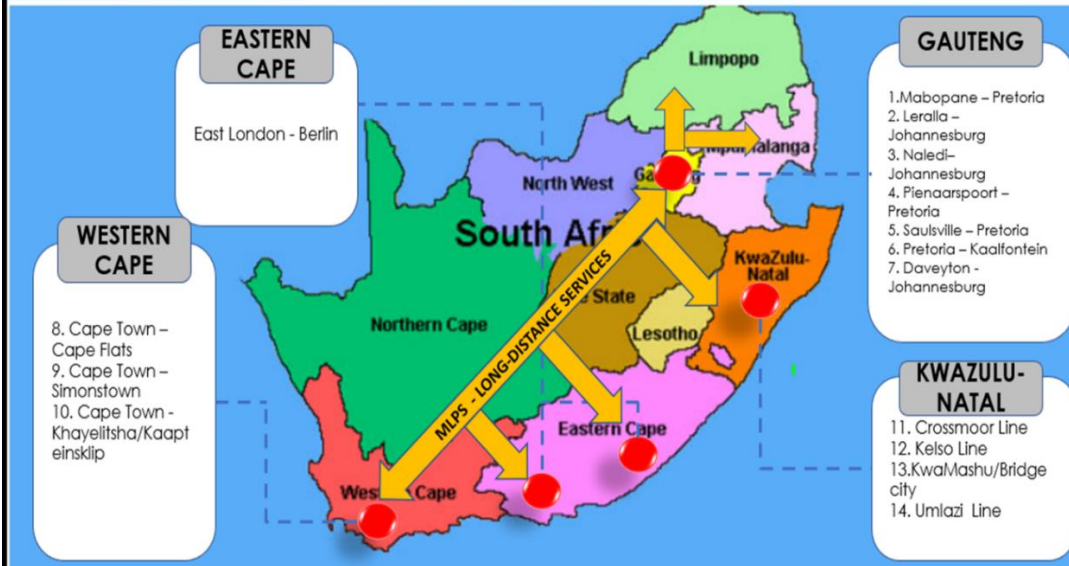 EASTERN
CAPE
East London - Berlin
WESTERN
CAPE
8. Cape Town –
Cape Flats
9. Cape Town –
Simonstown
10. Cape Town -
Khayelitsha/Kaapt
einsklip
Limpopo
North West
South Afri
Northern Cape
State
Lesotho
KwaZulu-
Natal
Eastern Cape
Cape
MLPS - LONG-DISTANCE SERVICES
GAUTENG
1.Mabopane – Pretoria
2. Leralla –
Johannesburg
3. Naledi–
Johannesburg
4. Pienaarspoort –
Pretoria
5. Saulsville – Pretoria
6. Pretoria – Kaalfontein
7. Daveyton -
Johannesburg
KWAZULU-
NATAL
11. Crossmoor Line
12. Kelso Line
13.KwaMashu/Bridge
city
14. Umlazi Line